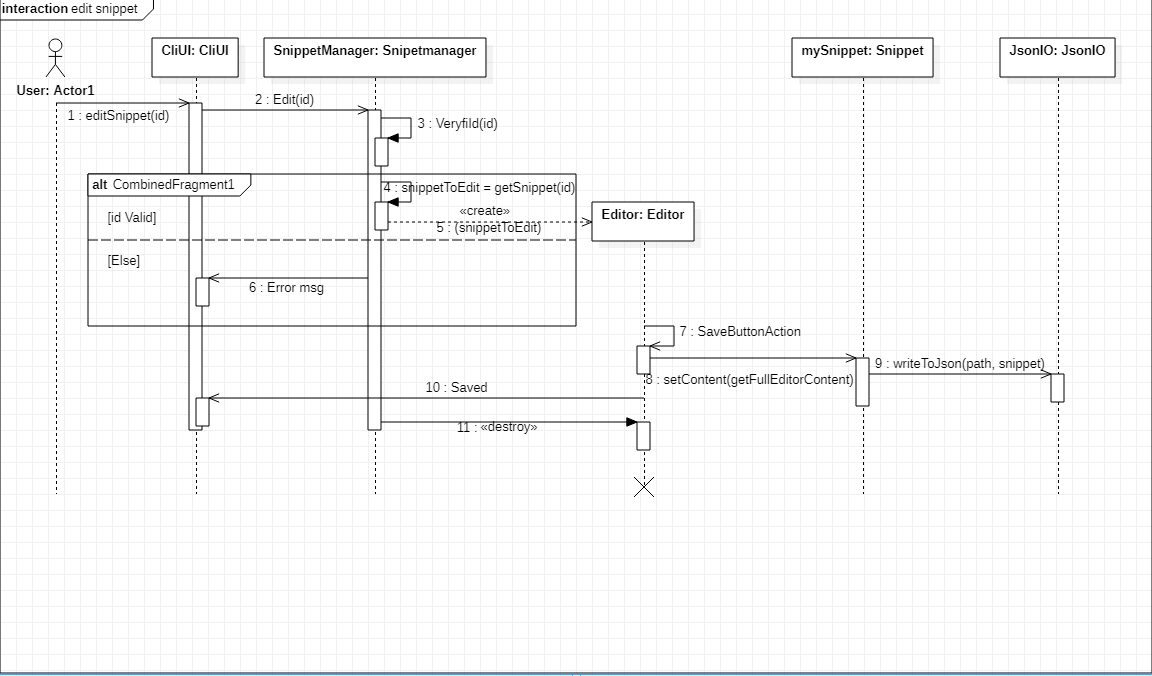 interaction edit snippet
User: Actor1
CliUI: CliUI
SnippetManager: Snipetmanager
mySnippet: Snippet
JsonIO: JsonIO
1 : editSnippet(id)
2 : Edit(id)
3 : VeryfiId(id)
alt CombinedFragment1
4 : snippetToEdit = getSnippet(id)
[id Valid]
«create»
5 : (snippetToEdit)
Editor: Editor
[Else]
6 : Error msg
7 : SaveButtonAction
8 : setContent(getFullEditorContent)
9 : writeToJson(path, snippet)
10 : Saved
11 : «destroy»